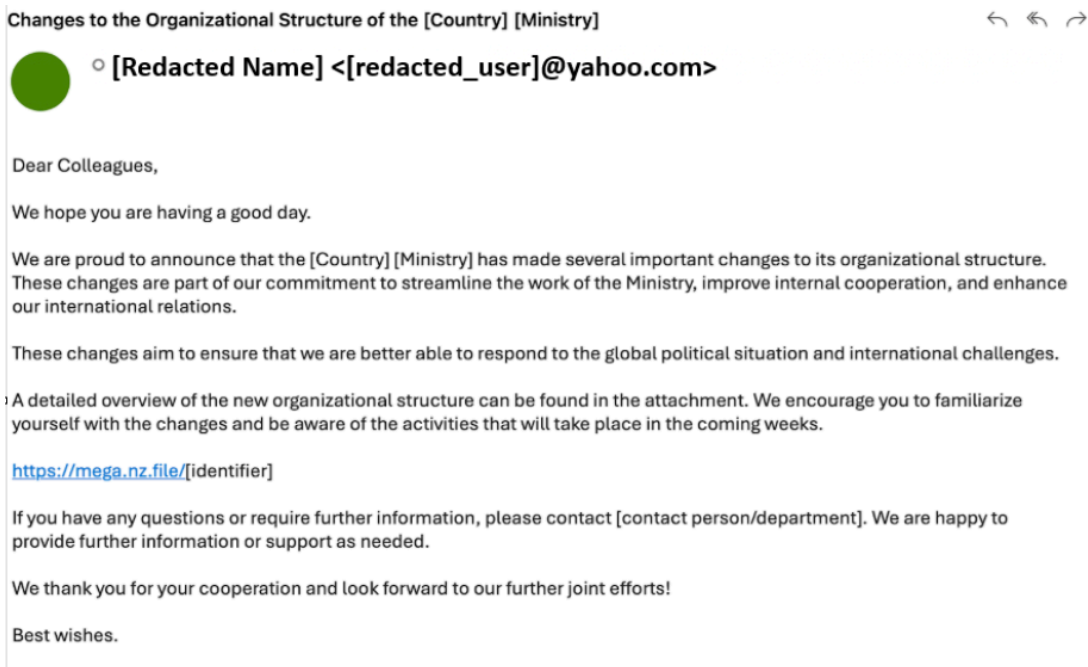 Changes to the Organizational Structure of the [Country] [Ministry]
[Redacted Name] <[redacted_user]@yahoo.com>
Dear Colleagues,
We hope you are having a good day.
We are proud to announce that the [Country] [Ministry] has made several important changes to its organizational structure.
These changes are part of our commitment to streamline the work of the Ministry, improve internal cooperation, and enhance
our international relations.
These changes aim to ensure that we are better able to respond to the global political situation and international challenges.
A detailed overview of the new organizational structure can be found in the attachment. We encourage you to familiarize
yourself with the changes and be aware of the activities that will take place in the coming weeks.
https://mega.nz.file/[identifier]
If you have any questions or require further information, please contact [contact person/department]. We are happy to
provide further information or support as needed.
We thank you for your cooperation and look forward to our further joint efforts!
Best wishes.